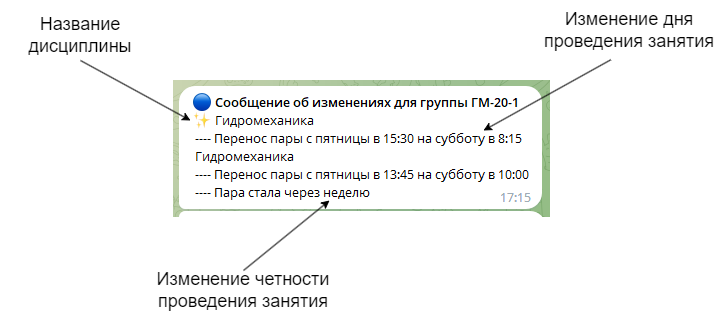 Название
дисциплины
Изменение дня
проведения занятия
Сообщение об изменениях для группы ГМ-20-1
Гидромеханика
---- Перенос пары с пятницы в 15:30 на субботу в 8:15
Гидромеханика
---- Перенос пары с пятницы в 13:45 на субботу в 10:00
---- Пара стала через неделю
17:15
Изменение четности
проведения занятия